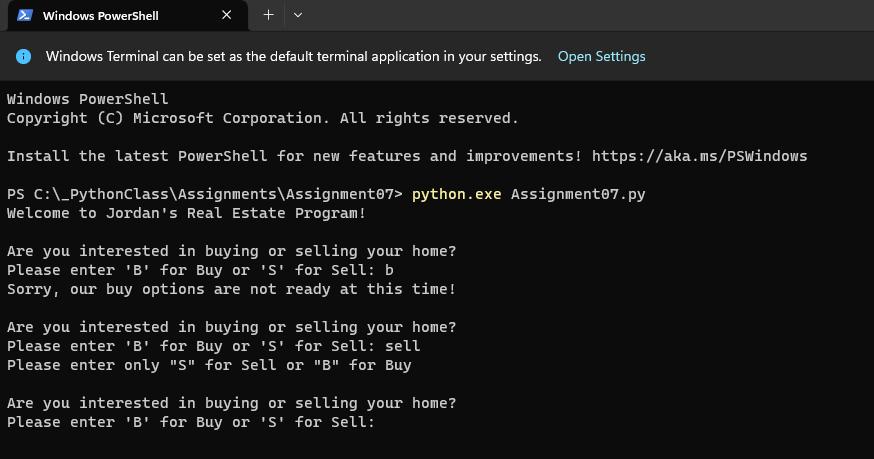 Windows PowerShell
Windows Terminal can be set as the default terminal application in your settings. Open Settings
Windows PowerShell
Copyright (C) Microsoft Corporation. All rights reserved.
Install the latest PowerShell for new features and improvements! https://aka.ms/PSWindows
PS C:\_PythonClass\Assignments\Assignment07> python.exe Assignment07.py
Welcome to Jordan's Real Estate Program!
Are you interested in buying or selling your home?
Please enter 'B' for Buy or 'S' for Sell: b
Sorry, our buy options are not ready at this time!
Are you interested in buying or selling your home?
Please enter 'B' for Buy or 'S' for Sell: sell
Please enter only "S" for Sell or "B" for Buy
Are you interested in buying or selling your home?
Please enter 'B' for Buy or 'S' for Sell: